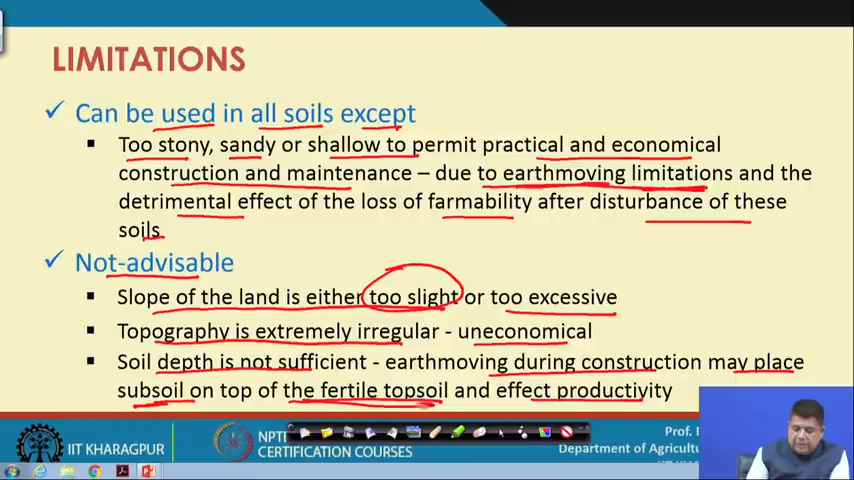 LIMITATIONS
✓ Can be used in all soils except
▪ Too stony, sandy or shallow to permit practical and economical
construction and maintenance – due to earthmoving limitations and the
detrimental effect of the loss of farmability after disturbance of these
soils
✓ Not-advisable
▪ Slope of the land is either too slight or too excessive
▪ Topography is extremely irregular - uneconomical
▪ Soil depth is not sufficient - earthmoving during construction may place
subsoil on top of the fertile topsoil and effect productivity
IIT KHARAGPUR
NPTE
CERTIFICATION COURSES
Prof.
Department of Agricultu